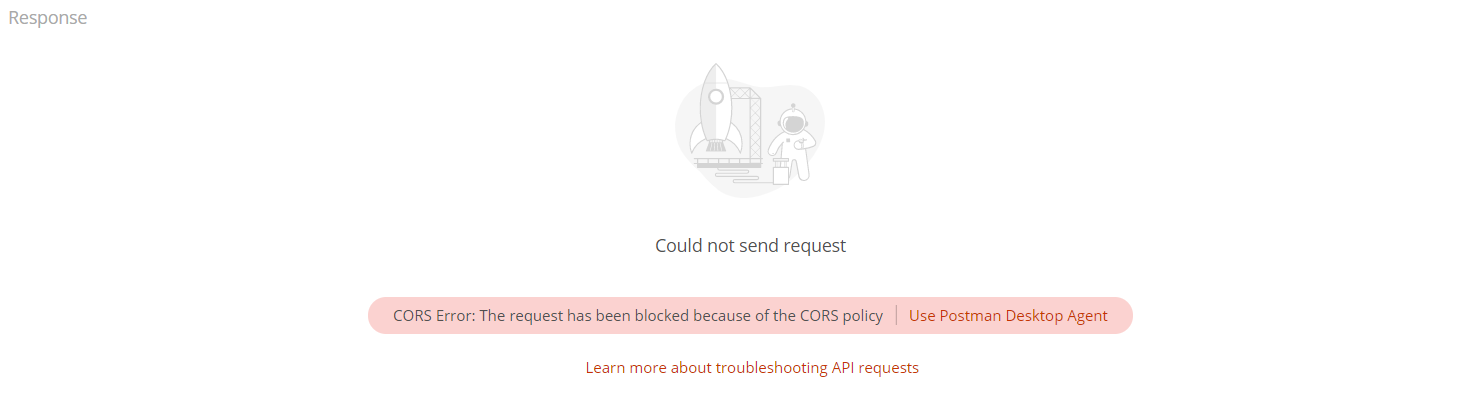 Response
Could not send request
CORS Error: The request has been blocked because of the CORS policy | Use Postman Desktop Agent
Learn more about troubleshooting API requests